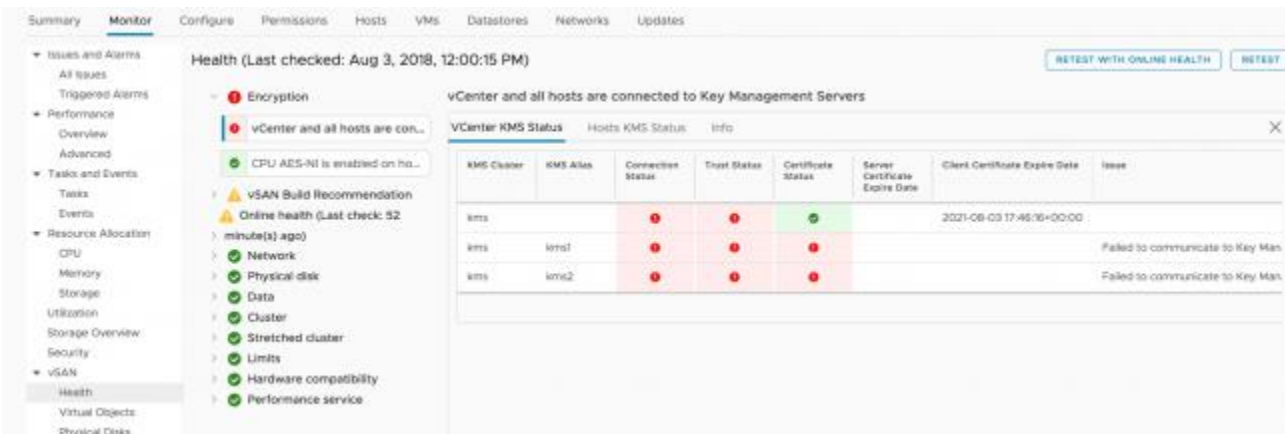 Summary Monitor Configure Permissions Hosts VMs Datastores Networks Updates
Issues and Alarms
All Issues
Triggered Alarms
Performance
Overview
Advanced
Tasks and Events
Tasks
Events
Resource Allocation
CPU
Memory
Storage
Utilization
Storage Overview
Security
vSAN
Health
Virtual Objects
Physical Disks
Health (Last checked: Aug 3, 2018, 12:00:15 PM)
RETEST WITH ONLINE HEALTH RETEST
Encryption
vCenter and all hosts are con...
CPU AES-NI is enabled on ho...
vSAN Build Recommendation
Online health (Last check: 52
minute(s) ago)
Network
Physical disk
Data
Cluster
Stretched cluster
Limits
Hardware compatibility
Performance service
vCenter and all hosts are connected to Key Management Servers
VCenter KMS Status Hosts KMS Status Info
KMS Cluster KMS Alias Connection Status Trust Status Certificate Status Server Certificate Expire Date Client Certificate Expire Date Issue
kms 2021-08-03T17:46:16+00:00
kms kms1 Failed to communicate to Key Man
kms kms2 Failed to communicate to Key Man